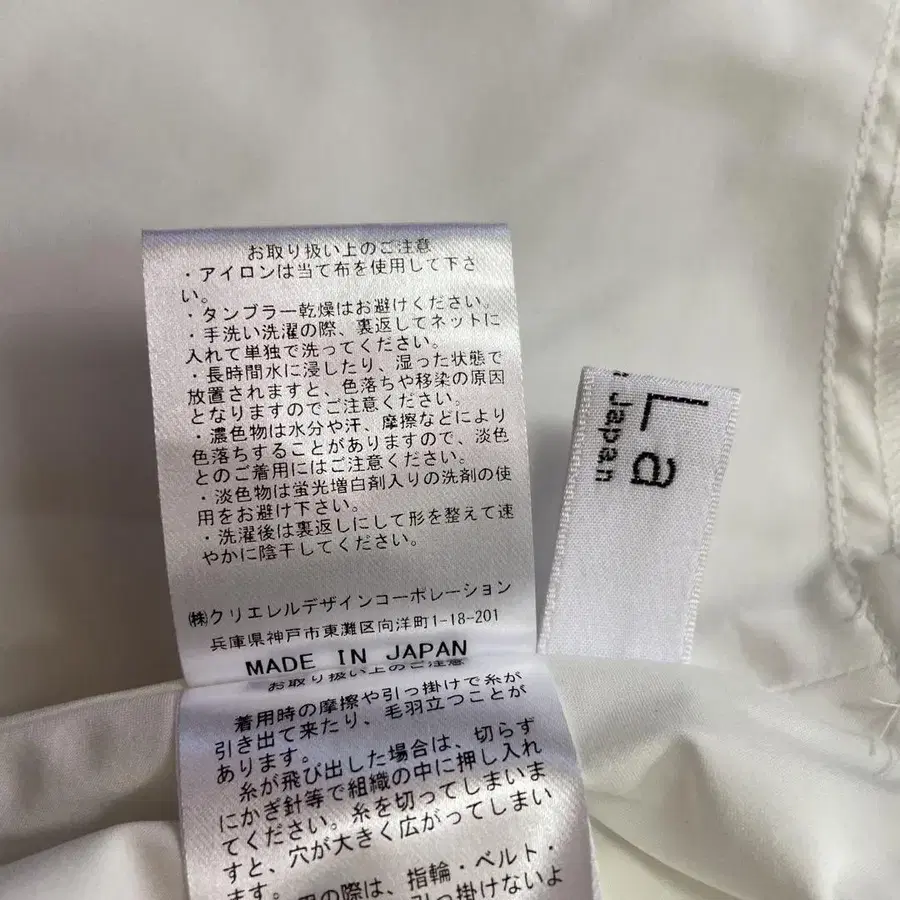 お取り扱い上のご注意
・アイロンは当て布を使用して下さ
い。
・タンブラー乾燥はお避けください。
・手洗い洗濯の際、裏返してネットに
入れて単独で洗ってください。
・長時間水に浸したり、湿った状態で
放置されますと、色落ちや移染の原因
となりますのでご注意ください。
・濃色物は水分や汗、摩擦などにより
色落ちすることがありますので、淡色
とのご着用にはご注意ください。
・淡色物は蛍光増白剤入りの洗剤の使
用をお避け下さい。
・洗濯後は裏返しにして形を整えて速
やかに陰干してください。
㈱クリエレルデザインコーポレーション
兵庫県神戸市東灘区向洋町1-18-201
MADE IN JAPAN
お取り扱い上のご注意
着用時の摩擦や引っ掛けで糸が
引き出て来たり、毛羽立つことが
あります。
糸が飛び出した場合は、切らず
にかぎ針等で組織の中に押し入れ
てください。糸を切ってしまいま
すと、穴が大きく広がってしまい
ます。
の際は、指輪・ベルト・
引っ掛けないよ
La
Japan